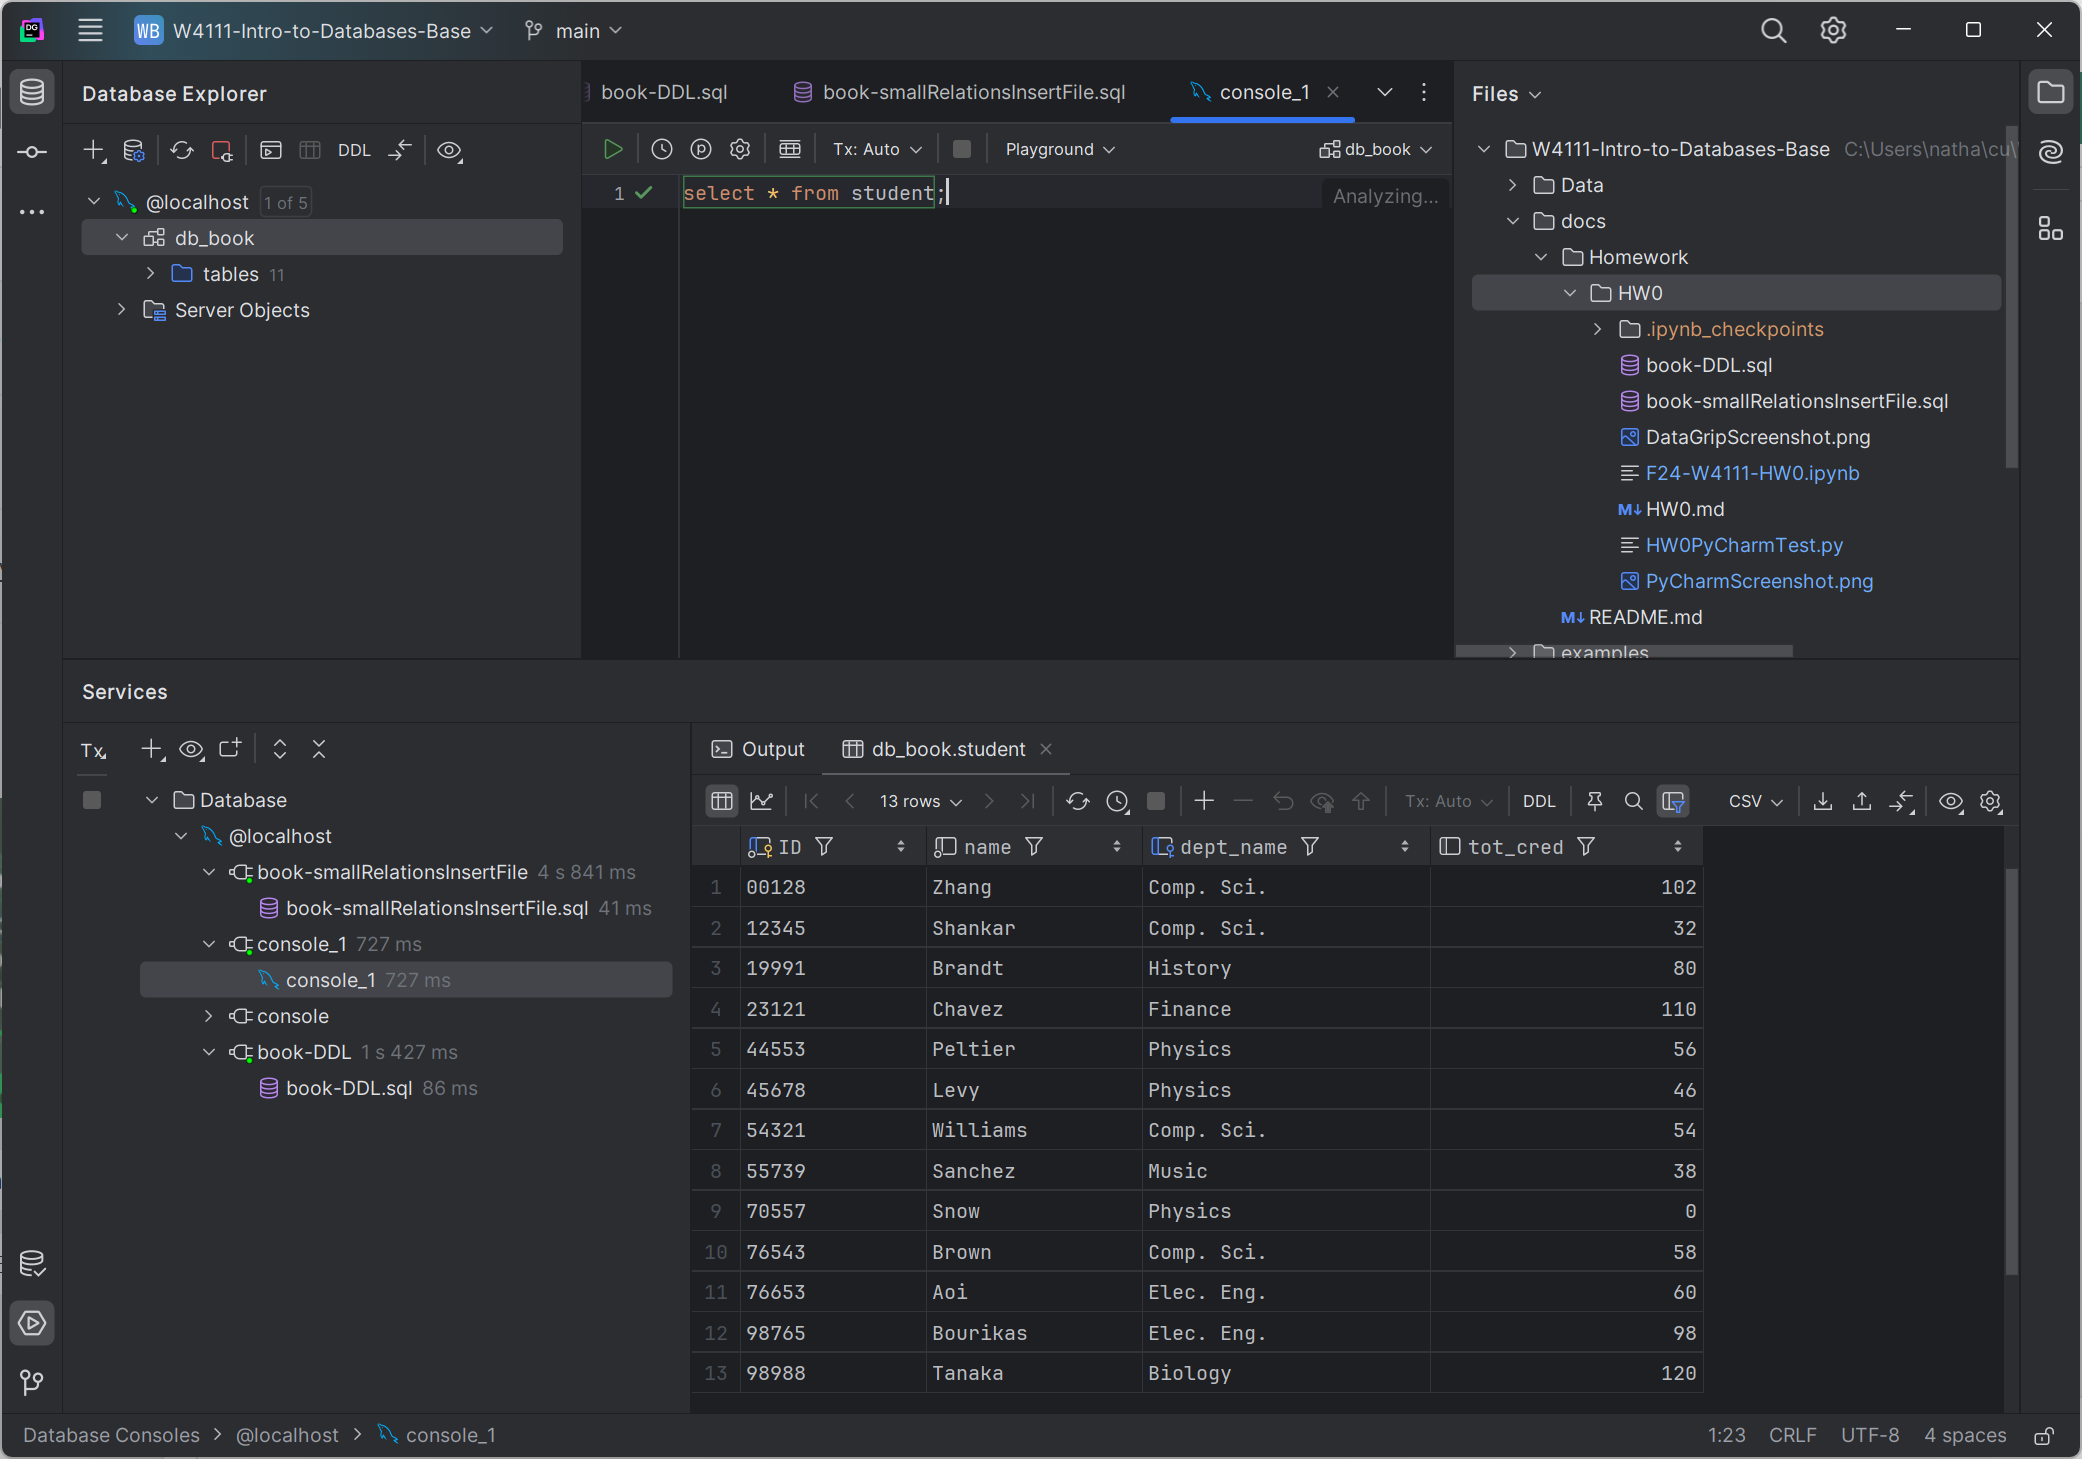 DG WB W4111-Intro-to-Databases-Base main
Database Explorer
DDL
@localhost 1 of 5
db_book
tables 11
Server Objects
book-DDL.sql book-smallRelationsInsertFile.sql console_1
Tx: Auto Playground db_book
1 select * from student; Analyzing...
Files
W4111-Intro-to-Databases-Base C:\Users\natha\cu\
Data
docs
Homework
HW0
.ipynb_checkpoints
book-DDL.sql
book-smallRelationsInsertFile.sql
DataGripScreenshot.png
F24-W4111-HW0.ipynb
M↓ HW0.md
HW0PyCharmTest.py
PyCharmScreenshot.png
M↓ README.md
examples
Services
Tx
Database
@localhost
book-smallRelationsInsertFile 4 s 841 ms
book-smallRelationsInsertFile.sql 41 ms
console_1 727 ms
console_1 727 ms
console
book-DDL 1 s 427 ms
book-DDL.sql 86 ms
Output db_book.student
13 rows Tx: Auto DDL CSV
ID name dept_name tot_cred
1 00128 Zhang Comp. Sci. 102
2 12345 Shankar Comp. Sci. 32
3 19991 Brandt History 80
4 23121 Chavez Finance 110
5 44553 Peltier Physics 56
6 45678 Levy Physics 46
7 54321 Williams Comp. Sci. 54
8 55739 Sanchez Music 38
9 70557 Snow Physics 0
10 76543 Brown Comp. Sci. 58
11 76653 Aoi Elec. Eng. 60
12 98765 Bourikas Elec. Eng. 98
13 98988 Tanaka Biology 120
Database Consoles > @localhost > console_1
1:23 CRLF UTF-8 4 spaces